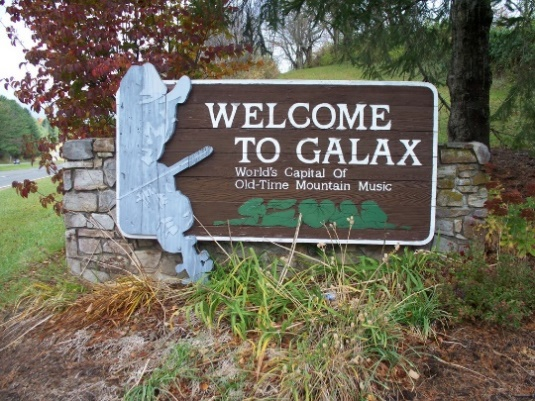 WELCOME
TO GALAX
World's Capital Of
Old-Time Mountain Music